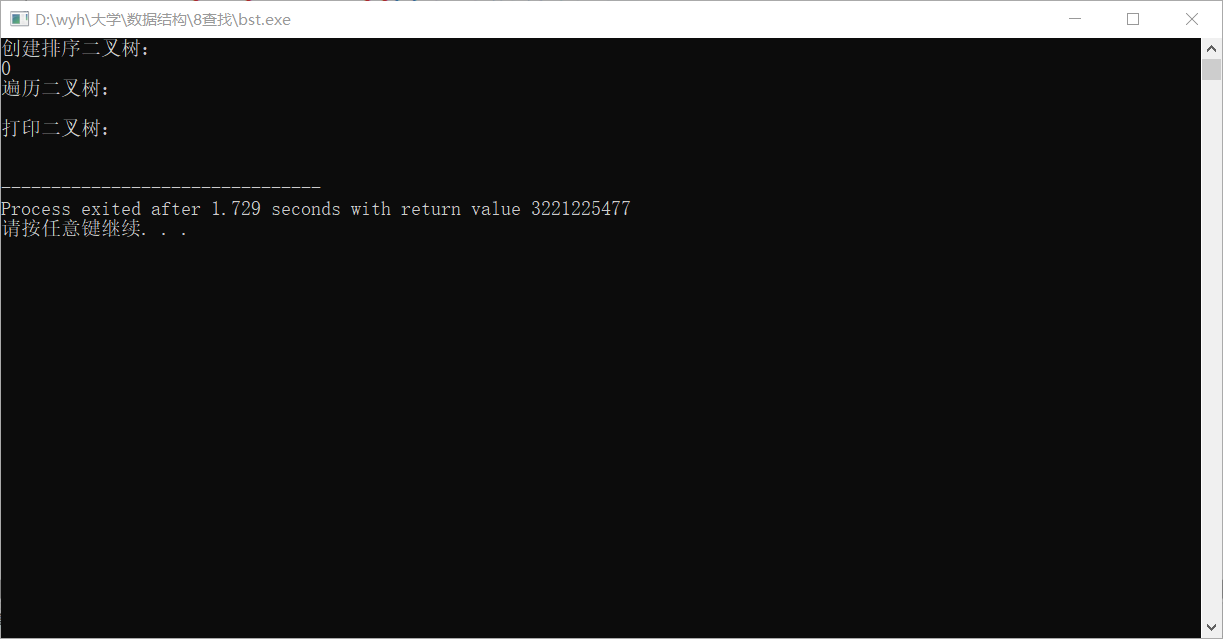 D:\wyh\大学\数据结构\8查找\bst.exe
创建排序二叉树：
0
遍历二叉树：
打印二叉树：
--------------------------------
Process exited after 1.729 seconds with return value 3221225477
请按任意键继续. . .